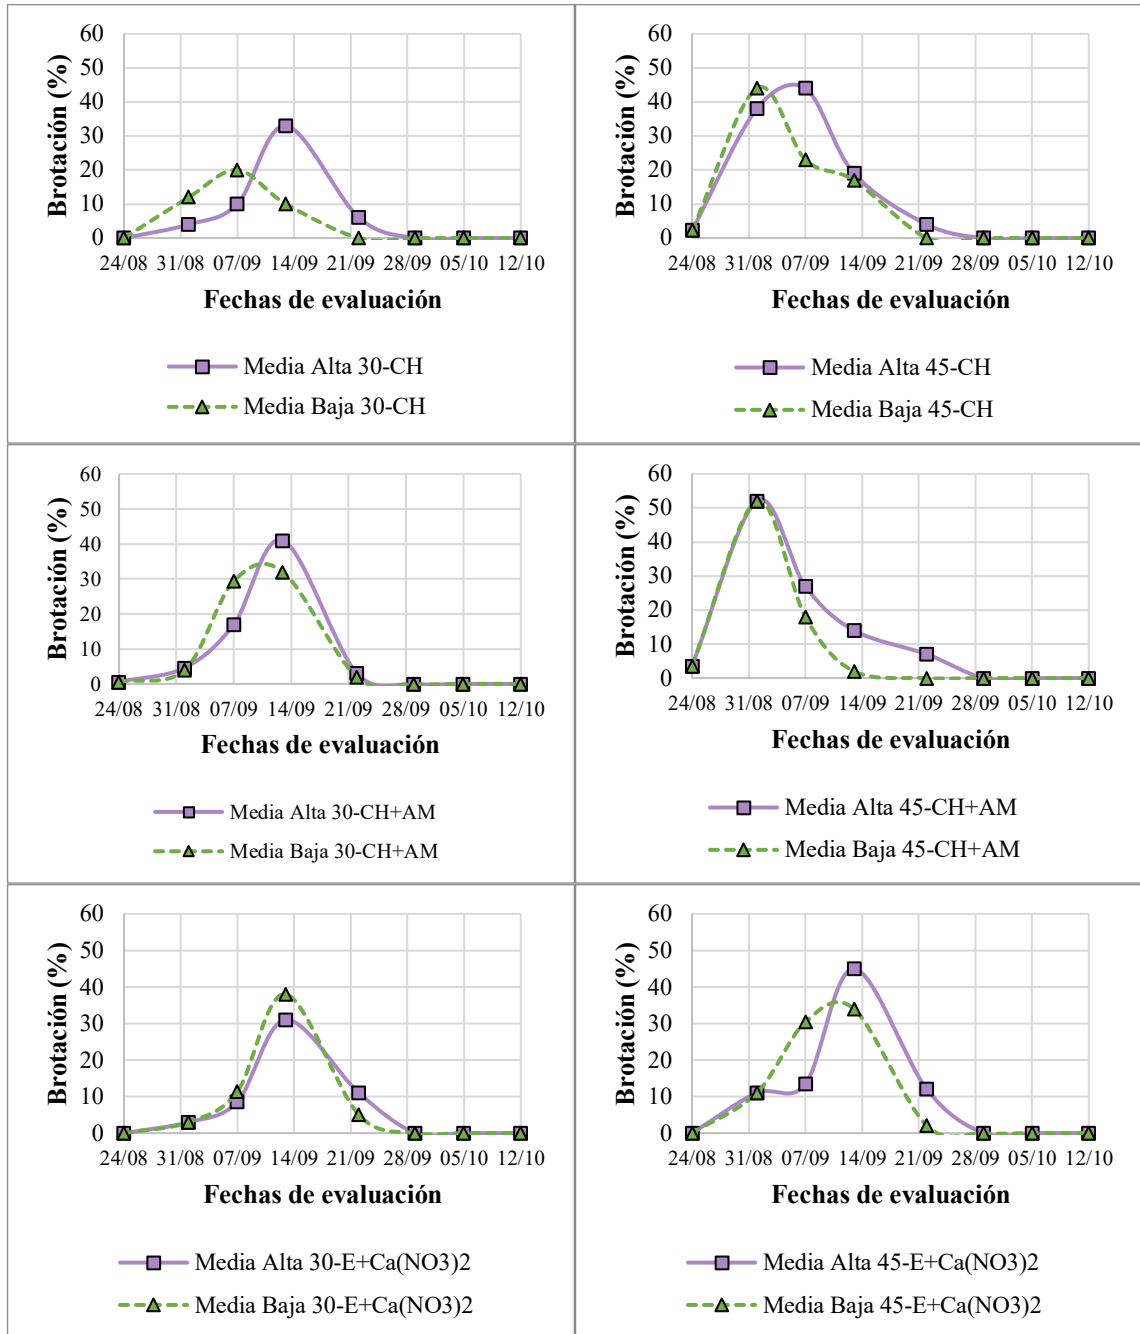 Brotación (%)
60
50
40
30
20
10
0
24/08 31/08 07/09 14/09 21/09 28/09 05/10 12/10
Fechas de evaluación
Media Alta 30-CH
Media Baja 30-CH
Brotación (%)
60
50
40
30
20
10
0
24/08 31/08 07/09 14/09 21/09 28/09 05/10 12/10
Fechas de evaluación
Media Alta 45-CH
Media Baja 45-CH
Brotación (%)
60
50
40
30
20
10
0
24/08 31/08 07/09 14/09 21/09 28/09 05/10 12/10
Fechas de evaluación
Media Alta 30-CH+AM
Media Baja 30-CH+AM
Brotación (%)
60
50
40
30
20
10
0
24/08 31/08 07/09 14/09 21/09 28/09 05/10 12/10
Fechas de evaluación
Media Alta 45-CH+AM
Media Baja 45-CH+AM
Brotación (%)
60
50
40
30
20
10
0
24/08 31/08 07/09 14/09 21/09 28/09 05/10 12/10
Fechas de evaluación
Media Alta 30-E+Ca(NO3)2
Media Baja 30-E+Ca(NO3)2
Brotación (%)
60
50
40
30
20
10
0
24/08 31/08 07/09 14/09 21/09 28/09 05/10 12/10
Fechas de evaluación
Media Alta 45-E+Ca(NO3)2
Media Baja 45-E+Ca(NO3)2